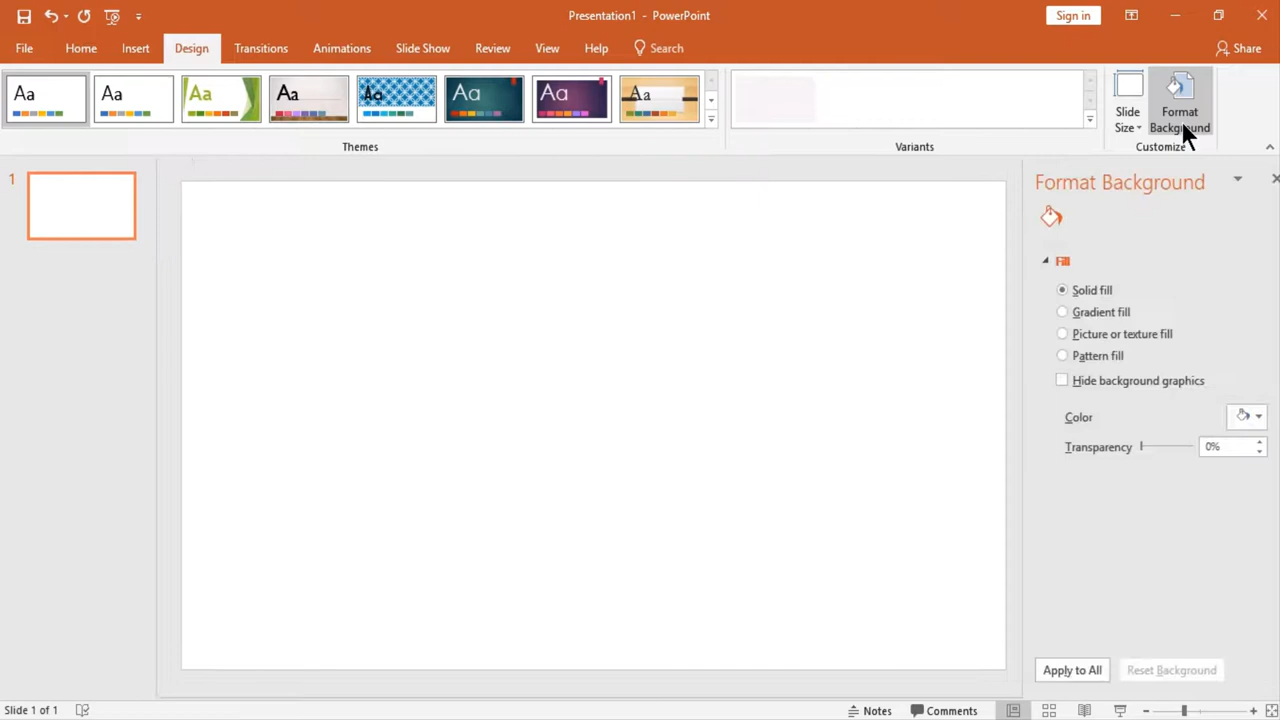 Presentation1 - PowerPoint
Sign in
File Home Insert Design Transitions Animations Slide Show Review View Help Search Share
Aa Aa Aa Aa Aa Aa Aa Aa
Slide
Size
Format
Background
Themes Variants Customize
1
Format Background
Fill
Solid fill
Gradient fill
Picture or texture fill
Pattern fill
Hide background graphics
Color
Transparency 0%
Apply to All Reset Background
Slide 1 of 1 Notes Comments